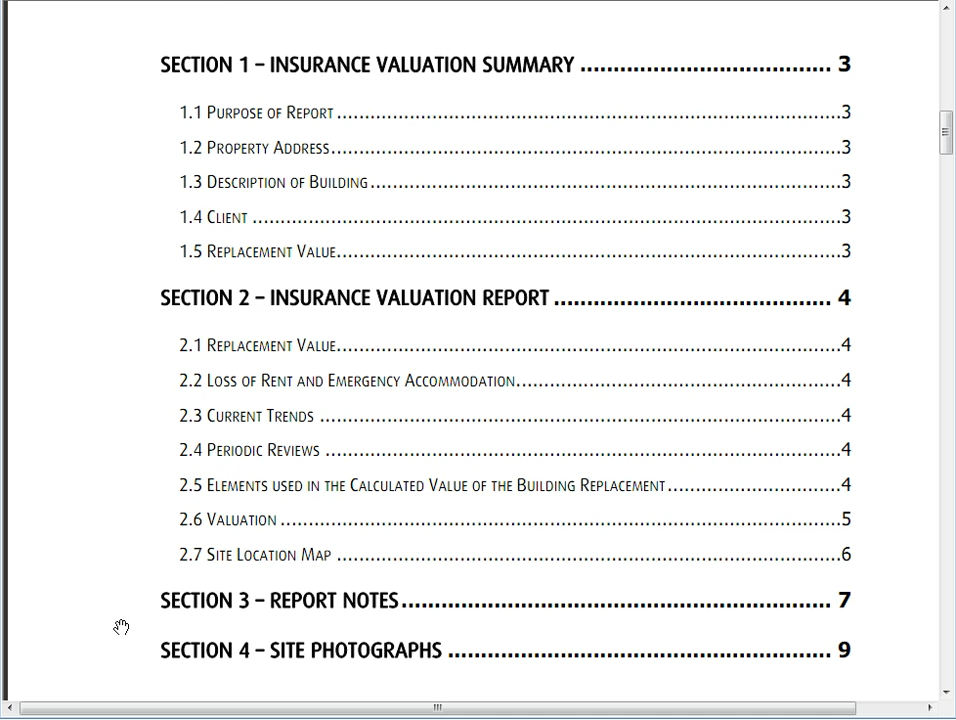 SECTION 1 – INSURANCE VALUATION SUMMARY .................................... 3
1.1 PURPOSE OF REPORT ..........................................................................................3
1.2 PROPERTY ADDRESS...........................................................................................3
1.3 DESCRIPTION OF BUILDING....................................................................................3
1.4 CLIENT .........................................................................................................3
1.5 REPLACEMENT VALUE..........................................................................................3
SECTION 2 – INSURANCE VALUATION REPORT ........................................ 4
2.1 REPLACEMENT VALUE..........................................................................................4
2.2 LOSS OF RENT AND EMERGENCY ACCOMMODATION..........................................................4
2.3 CURRENT TRENDS .............................................................................................4
2.4 PERIODIC REVIEWS ............................................................................................4
2.5 ELEMENTS USED IN THE CALCULATED VALUE OF THE BUILDING REPLACEMENT...............................4
2.6 VALUATION ....................................................................................................5
2.7 SITE LOCATION MAP ..........................................................................................6
SECTION 3 – REPORT NOTES.............................................................. 7
SECTION 4 – SITE PHOTOGRAPHS ....................................................... 9